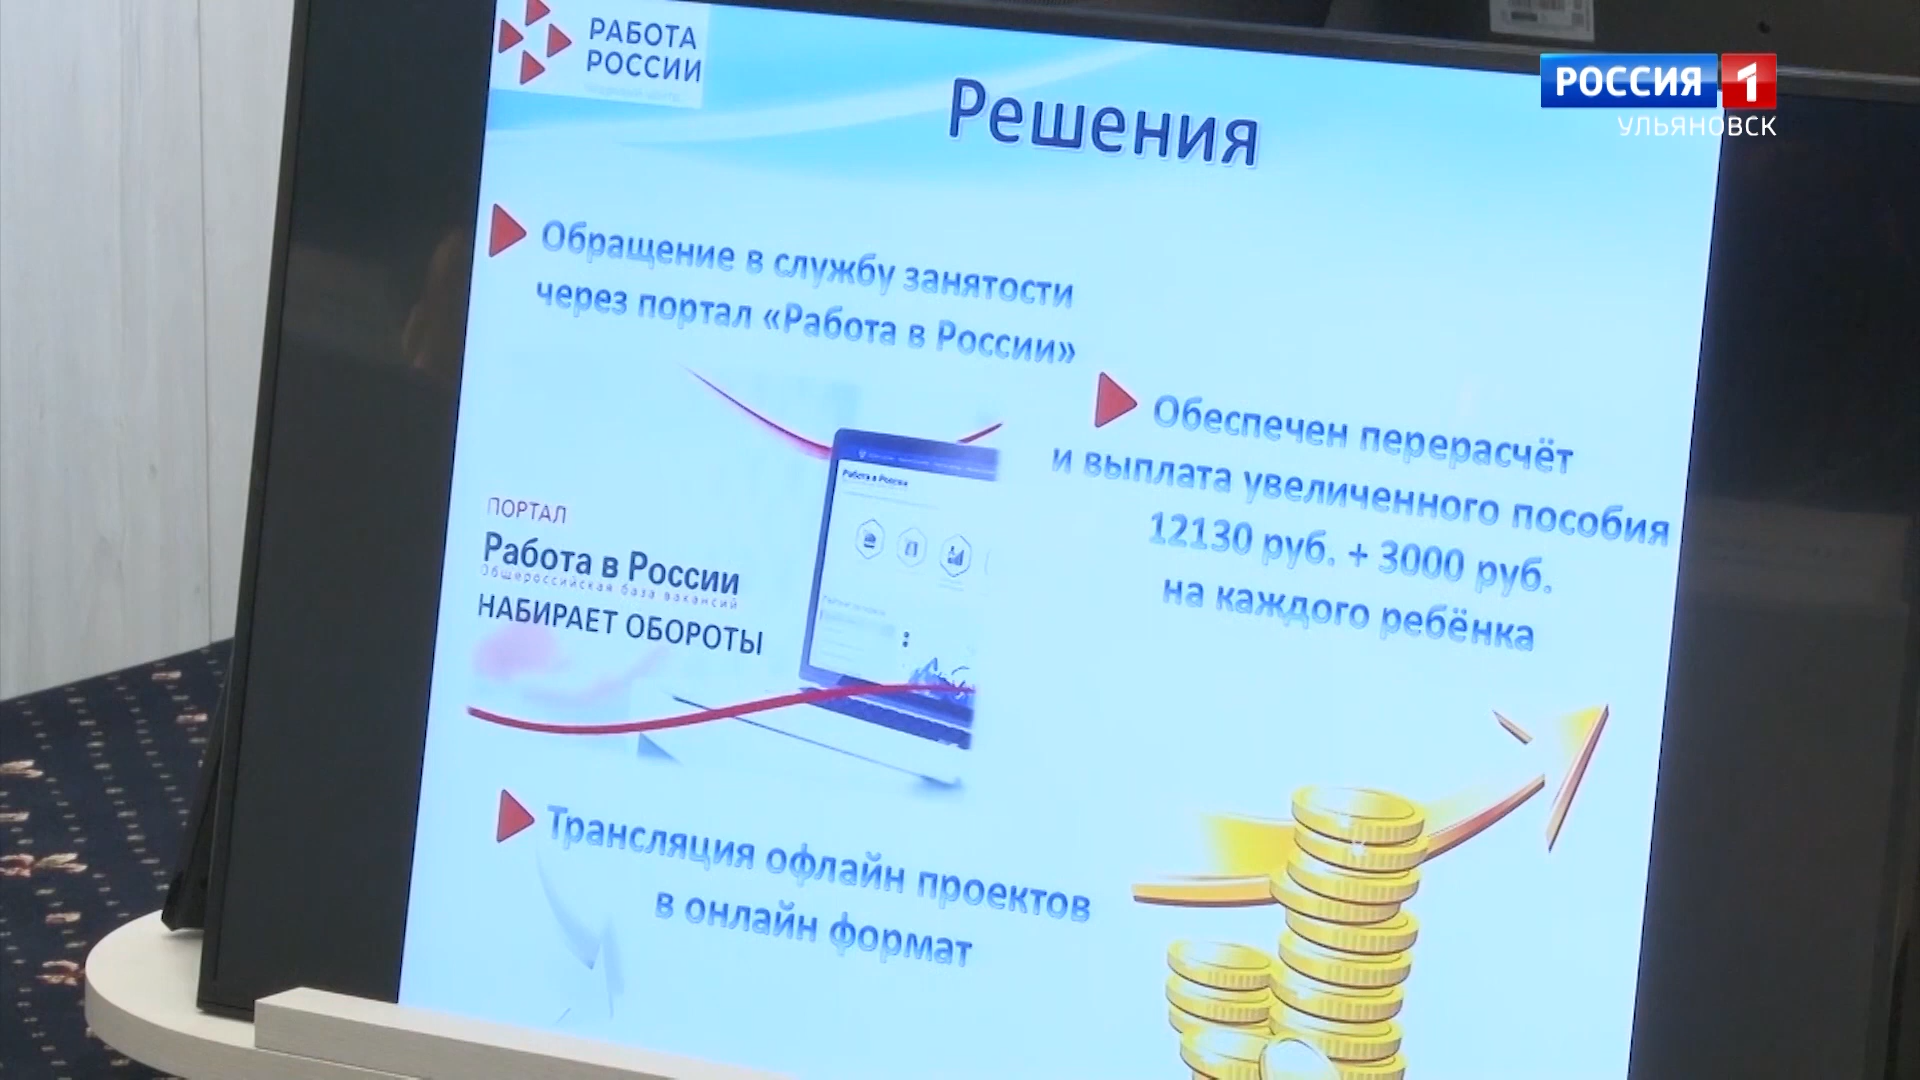 РАБОТА
РОССИИ
РОССИЯ 1
УЛЬЯНОВСК
Решения
Обращение в службу занятости
через портал «Работа в России»
Обеспечен перерасчёт
и выплата увеличенного пособия
12130 руб. + 3000 руб.
на каждого ребёнка
ПОРТАЛ
Работа в России
Общероссийская база вакансий
НАБИРАЕТ ОБОРОТЫ
Работа в России
Трансляция офлайн проектов
в онлайн формат